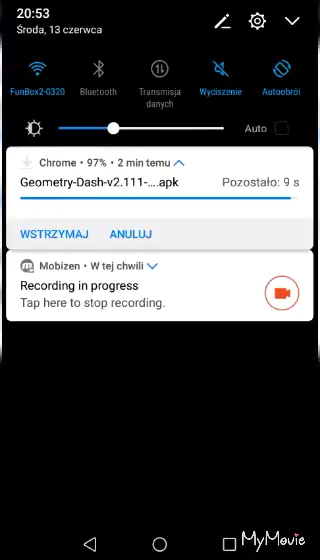 20:53
Środa, 13 czerwca
FunBox2-0320
Bluetooth
Transmisja
danych
Wyciszenie
Autoobrót
Auto
Chrome • 97% • 2 min temu
Geometry-Dash-v2.111-....apk
Pozostało: 9 s
WSTRZYMAJ
ANULUJ
Mobizen • W tej chwili
Recording in progress
Tap here to stop recording.
MyMovie